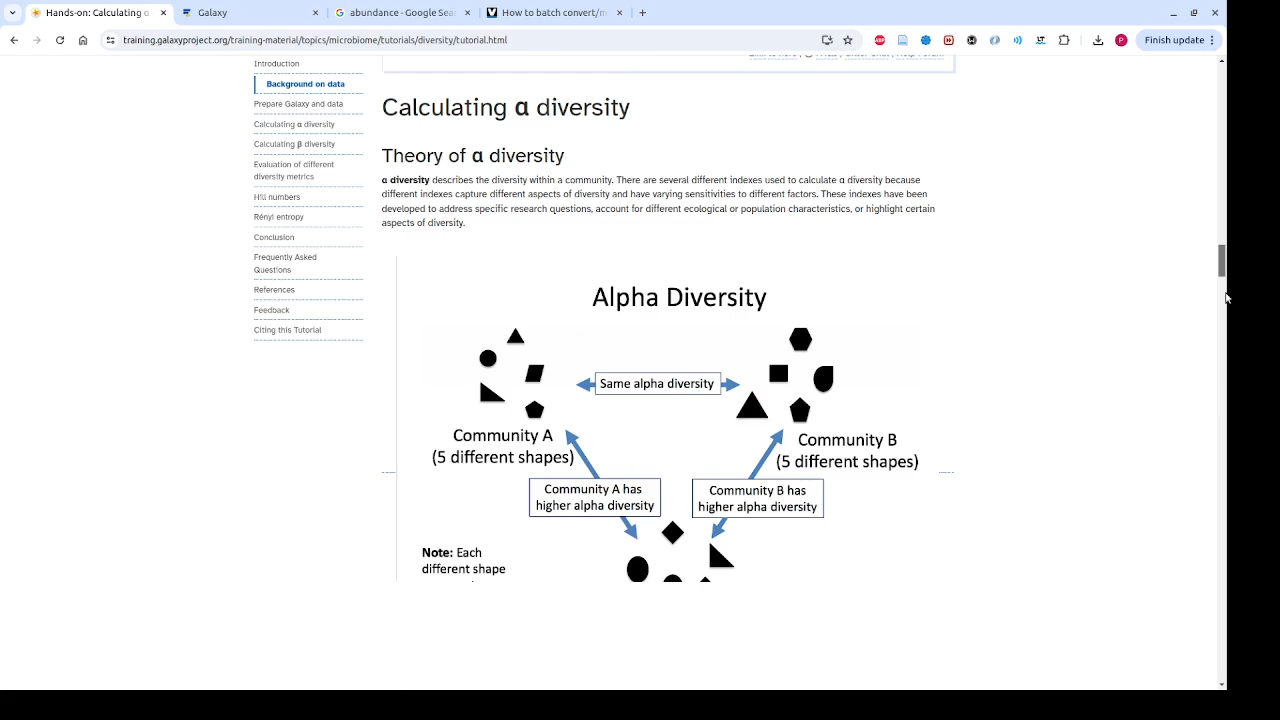 Hands-on: Calculating α
Galaxy
abundance - Google Sea
How to batch convert/m
training.galaxyproject.org/training-material/topics/microbiome/tutorials/diversity/tutorial.html
Finish update
Introduction
Background on data
Prepare Galaxy and data
Calculating α diversity
Calculating β diversity
Evaluation of different
diversity metrics
Hill numbers
Rényi entropy
Conclusion
Frequently Asked
Questions
References
Feedback
Citing this Tutorial
Calculating α diversity
Theory of α diversity
α diversity describes the diversity within a community. There are several different indexes used to calculate α diversity because
different indexes capture different aspects of diversity and have varying sensitivities to different factors. These indexes have been
developed to address specific research questions, account for different ecological or population characteristics, or highlight certain
aspects of diversity.
Alpha Diversity
Same alpha diversity
Community A
(5 different shapes)
Community B
(5 different shapes)
Community A has
higher alpha diversity
Community B has
higher alpha diversity
Note: Each
different shape